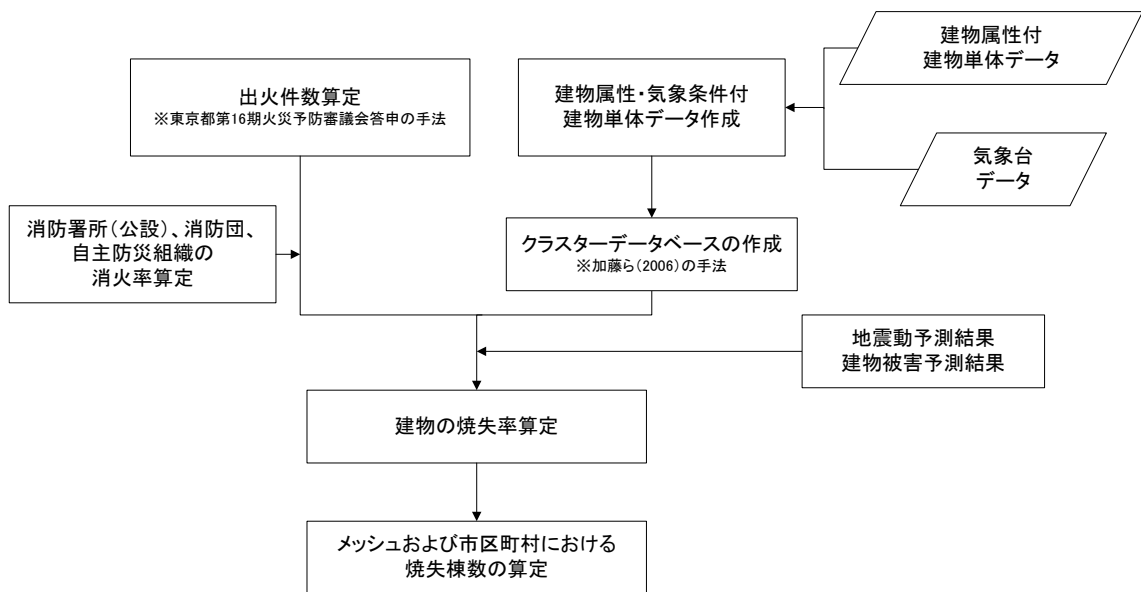 建物属性付
建物単体データ
出火件数算定
※東京都第16期火災予防審議会答申の手法
建物属性・気象条件付
建物単体データ作成
気象台
データ
消防署所（公設）、消防団、
自主防災組織の
消火率算定
クラスターデータベースの作成
※加藤ら（2006）の手法
地震動予測結果
建物被害予測結果
建物の焼失率算定
メッシュおよび市区町村における
焼失棟数の算定